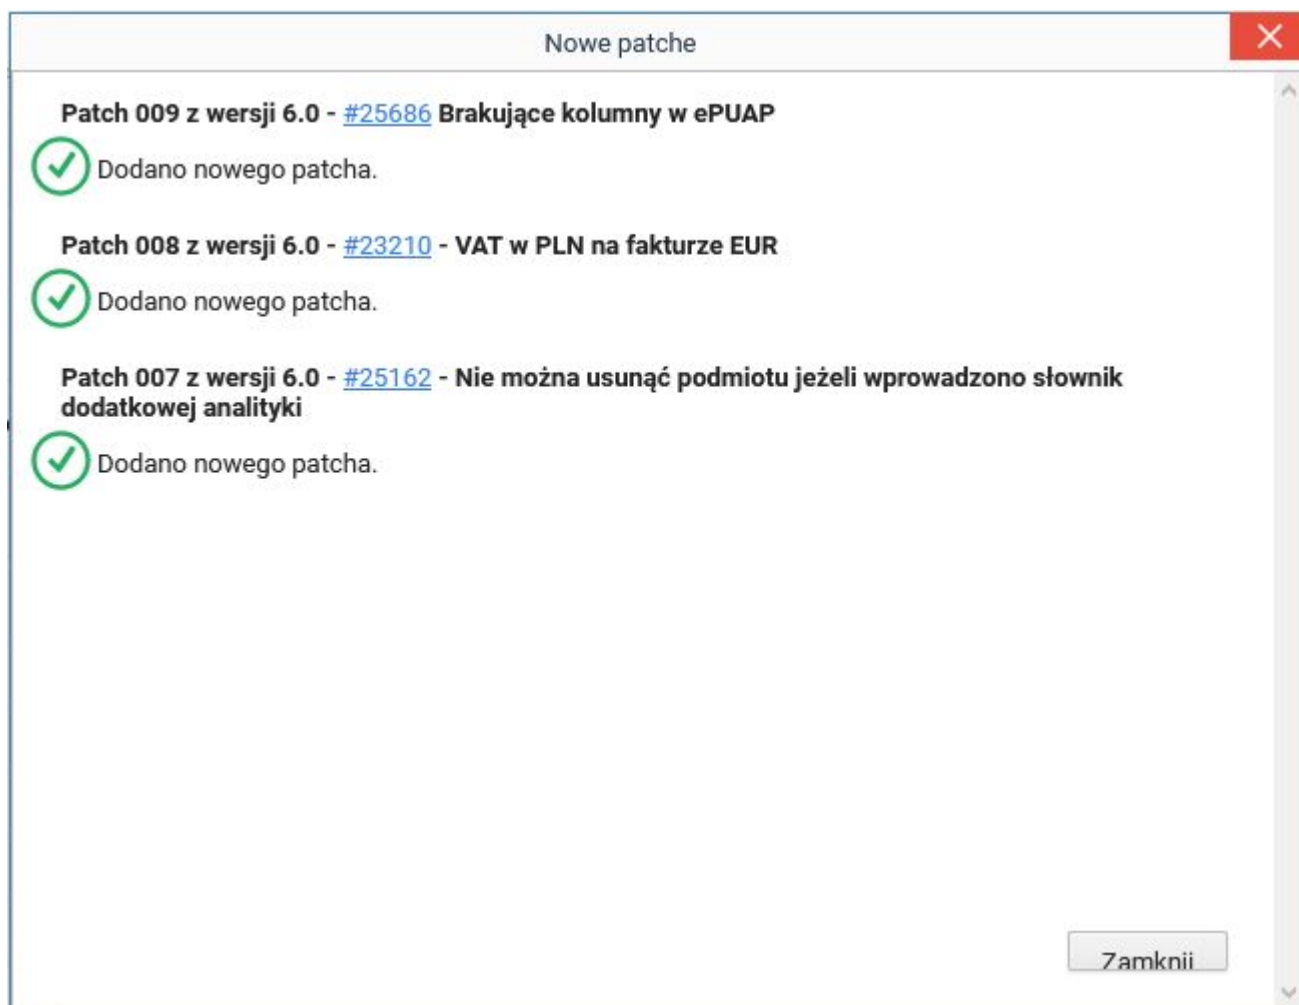 Nowe patche
Patch 009 z wersji 6.0 - #25686 Brakujące kolumny w ePUAP
Dodano nowego patcha.
Patch 008 z wersji 6.0 - #23210 - VAT w PLN na fakturze EUR
Dodano nowego patcha.
Patch 007 z wersji 6.0 - #25162 - Nie można usunąć podmiotu jeżeli wprowadzono słownik
dodatkowej analityki
Dodano nowego patcha.
Zamknij